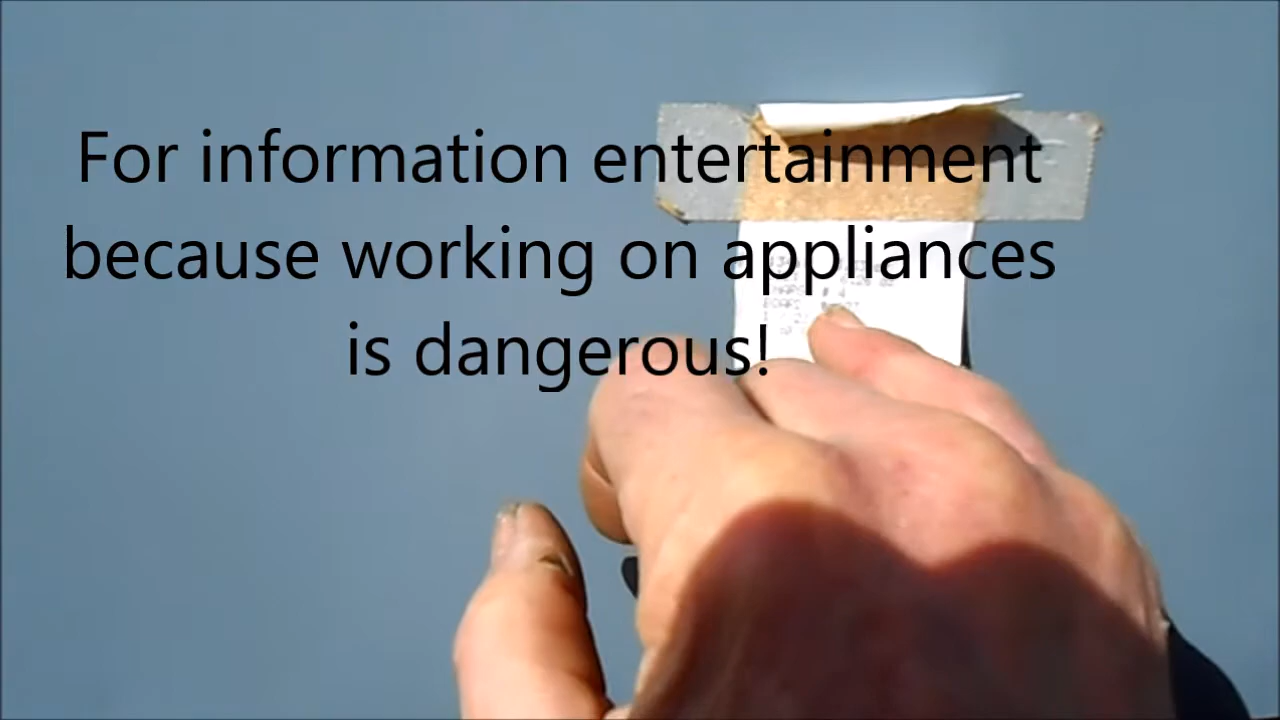 For information entertainment
because working on appliances
is dangerous!